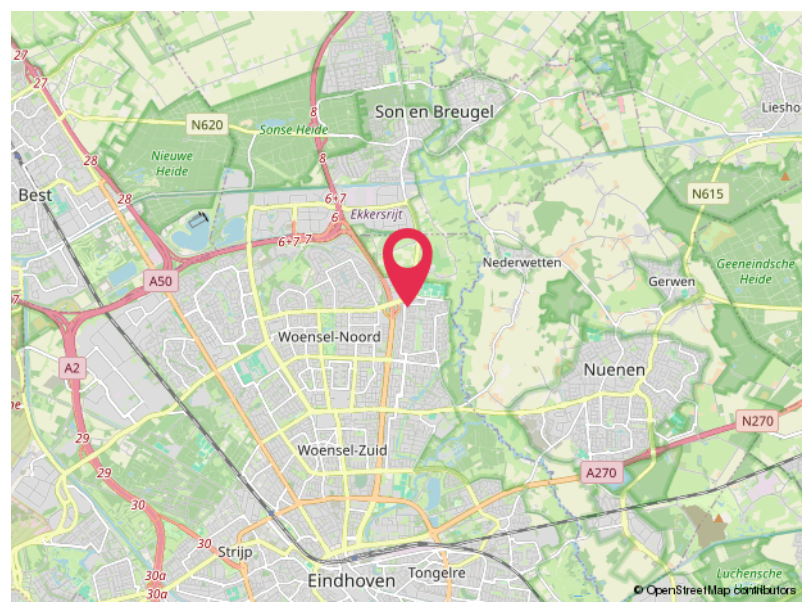 27
27
8
Son en Breugel
Liesho
N620
Sonse Heide
Nieuwe
Heide
28
8
28
Best
6+7
6
Ekkersrijt
N615
6+7
7
Nederwetten
Geeneindsche
Heide
A50
Gerwen
7
Woensel-Noord
A2
Nuenen
ne
N270
29
Woensel-Zuid
29
A270
30
30
Strijp
30a
30a
Eindhoven
Tongelre
Luchensche
© OpenStreetMap contributors